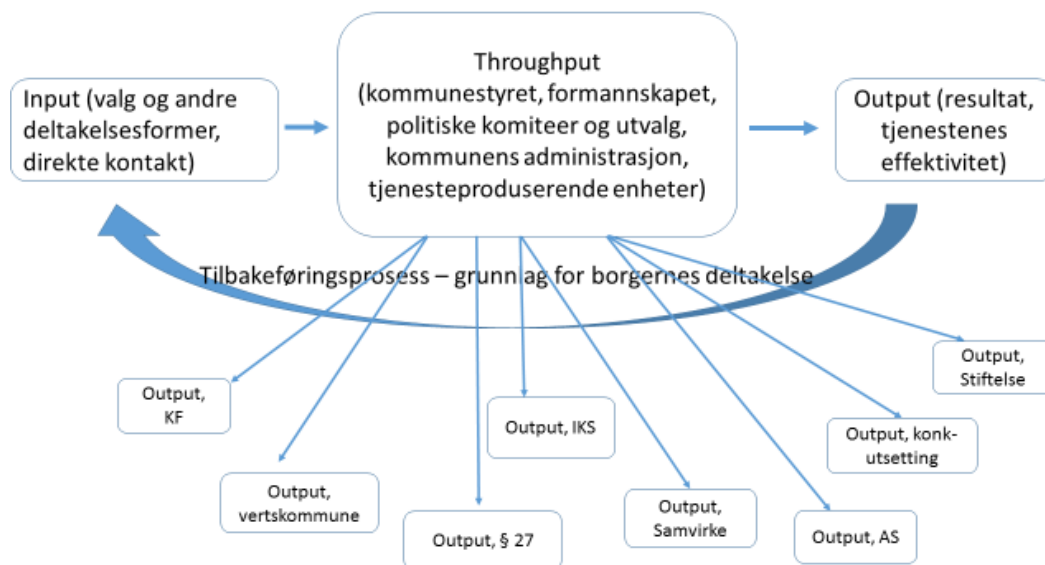 Input (valg og andre
deltakelsesformer,
direkte kontakt)
Throughput
(kommunestyret, formannskapet,
politiske komiteer og utvalg,
kommunens administrasjon,
tjenesteproduserende enheter)
Output (resultat,
tjenestenes
effektivitet)
Tilbakeføringsprosess – grunnlag for borgernes deltakelse
Output,
KF
Output,
vertskommune
Output, § 27
Output, IKS
Output,
Samvirke
Output, AS
Output, konk-
utsetting
Output,
Stiftelse